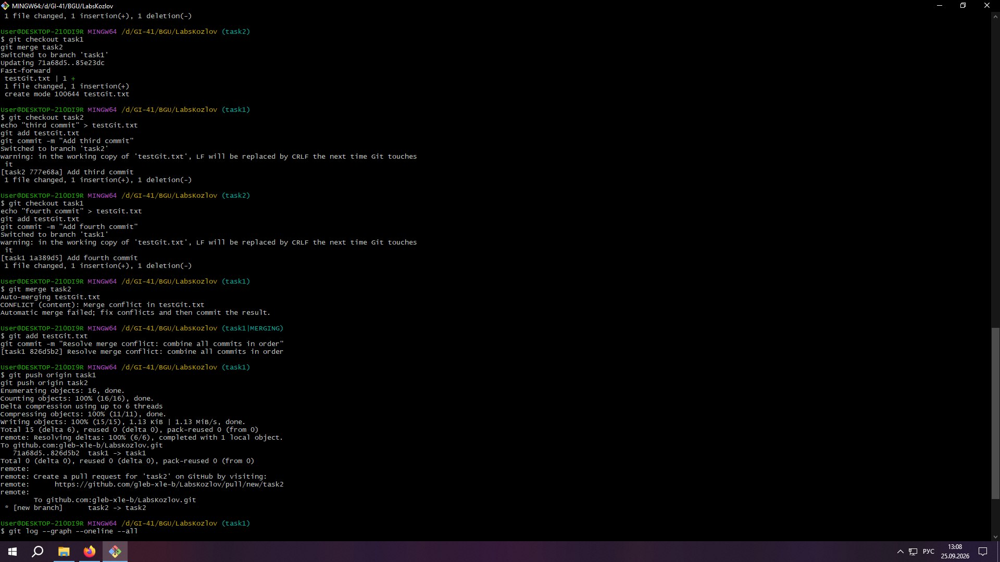 MINGW64:/d/GI-41/BGU/LabsKozlov
 1 file changed, 1 insertion(+), 1 deletion(-)
User@DESKTOP-210DI9R MINGW64 /d/GI-41/BGU/LabsKozlov (task2)
$ git checkout task1
git merge task2
Switched to branch 'task1'
Updating 71a68d5..85e23dc
Fast-forward
 testGit.txt | 1 +
 1 file changed, 1 insertion(+)
 create mode 100644 testGit.txt
User@DESKTOP-210DI9R MINGW64 /d/GI-41/BGU/LabsKozlov (task1)
$ git checkout task2
echo "third commit" > testGit.txt
git add testGit.txt
git commit -m "Add third commit"
Switched to branch 'task2'
warning: in the working copy of 'testGit.txt', LF will be replaced by CRLF the next time Git touches
 it
[task2 777e68a] Add third commit
 1 file changed, 1 insertion(+), 1 deletion(-)
User@DESKTOP-210DI9R MINGW64 /d/GI-41/BGU/LabsKozlov (task2)
$ git checkout task1
echo "fourth commit" > testGit.txt
git add testGit.txt
git commit -m "Add fourth commit"
Switched to branch 'task1'
warning: in the working copy of 'testGit.txt', LF will be replaced by CRLF the next time Git touches
 it
[task1 1a389d5] Add fourth commit
 1 file changed, 1 insertion(+), 1 deletion(-)
User@DESKTOP-210DI9R MINGW64 /d/GI-41/BGU/LabsKozlov (task1)
$ git merge task2
Auto-merging testGit.txt
CONFLICT (content): Merge conflict in testGit.txt
Automatic merge failed; fix conflicts and then commit the result.
User@DESKTOP-210DI9R MINGW64 /d/GI-41/BGU/LabsKozlov (task1|MERGING)
$ git add testGit.txt
git commit -m "Resolve merge conflict: combine all commits in order"
[task1 826d5b2] Resolve merge conflict: combine all commits in order
User@DESKTOP-210DI9R MINGW64 /d/GI-41/BGU/LabsKozlov (task1)
$ git push origin task1
git push origin task2
Enumerating objects: 16, done.
Counting objects: 100% (16/16), done.
Delta compression using up to 6 threads
Compressing objects: 100% (11/11), done.
Writing objects: 100% (15/15), 1.13 KiB | 1.13 MiB/s, done.
Total 15 (delta 6), reused 0 (delta 0), pack-reused 0 (from 0)
remote: Resolving deltas: 100% (6/6), completed with 1 local object.
To github.com:gleb-xle-b/LabsKozlov.git
   71a68d5..826d5b2  task1 -> task1
Total 0 (delta 0), reused 0 (delta 0), pack-reused 0 (from 0)
remote:
remote: Create a pull request for 'task2' on GitHub by visiting:
remote:      https://github.com/gleb-xle-b/LabsKozlov/pull/new/task2
remote:
        To github.com:gleb-xle-b/LabsKozlov.git
 * [new branch]      task2 -> task2
User@DESKTOP-210DI9R MINGW64 /d/GI-41/BGU/LabsKozlov (task1)
$ git log --graph --oneline --all
РУС
13:08
25.09.2026